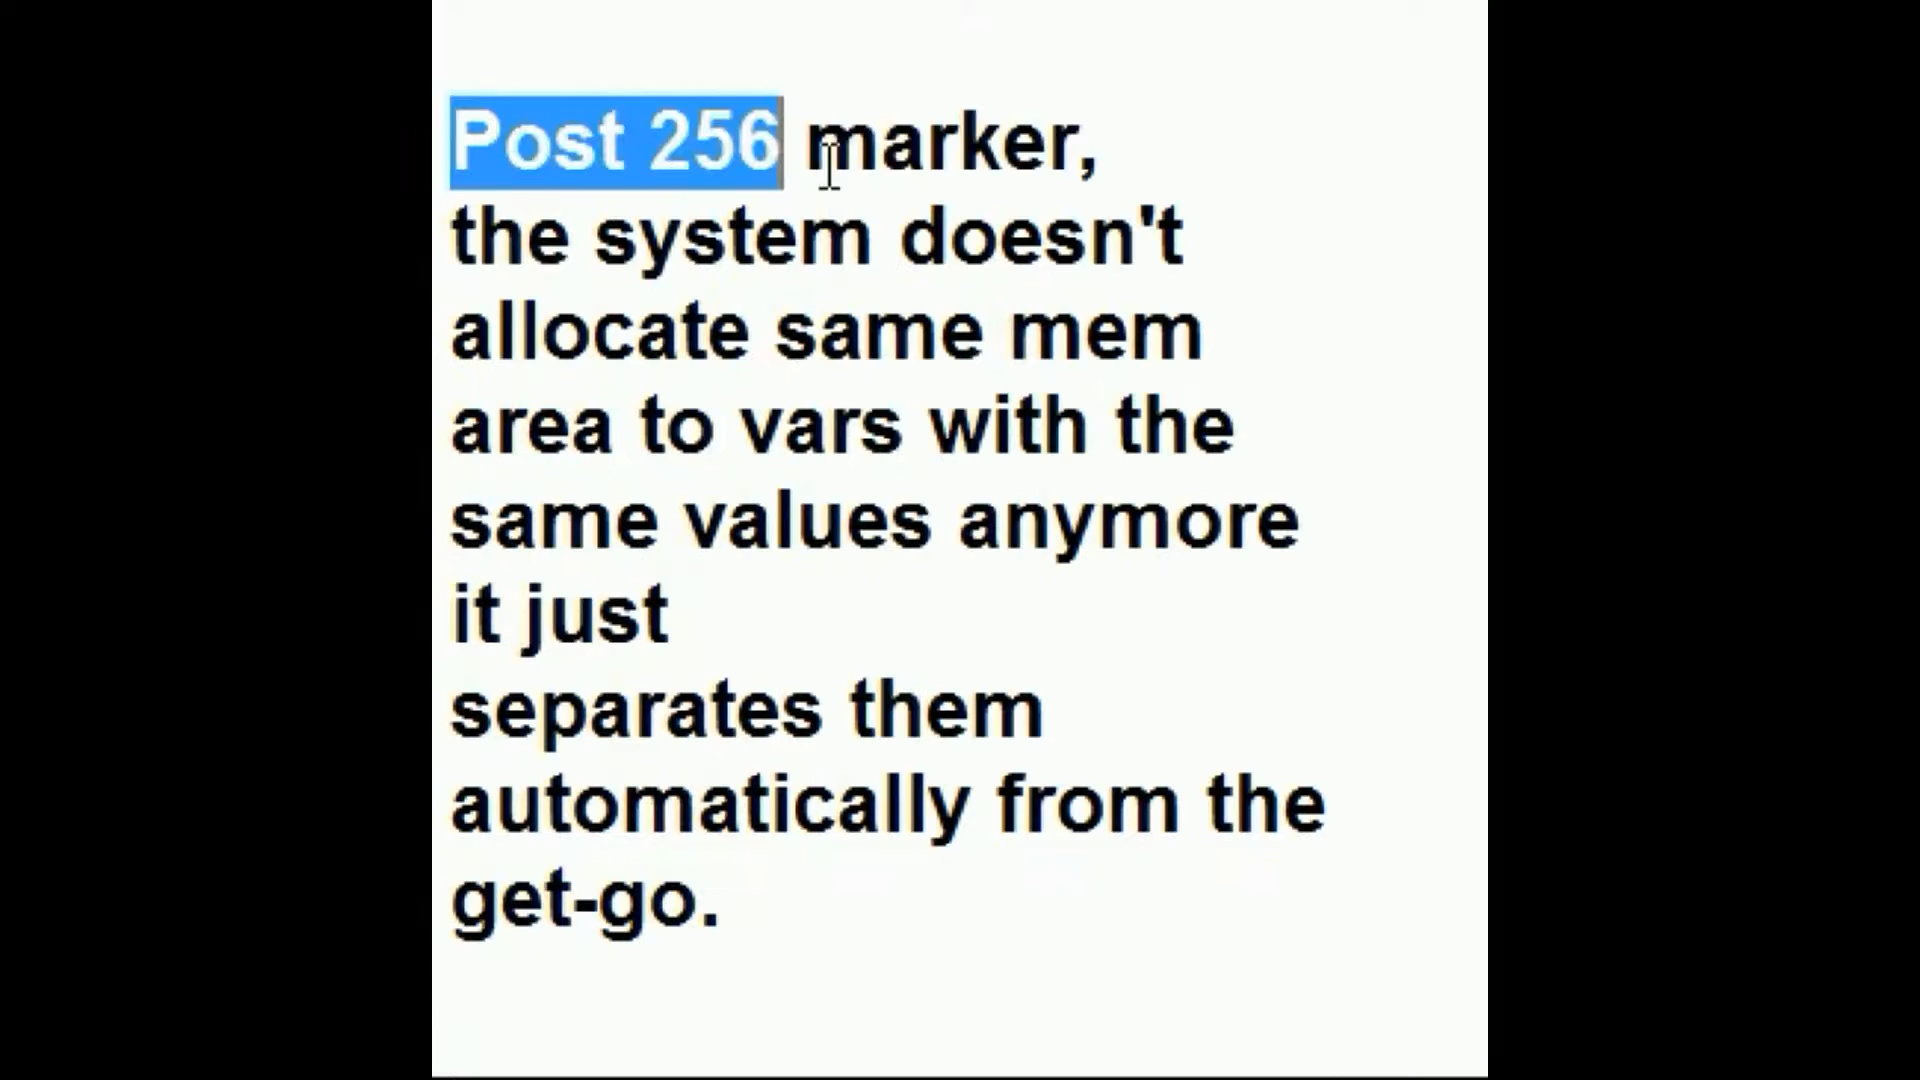 Post 256 marker,
the system doesn't
allocate same mem
area to vars with the
same values anymore
it just
separates them
automatically from the
get-go.